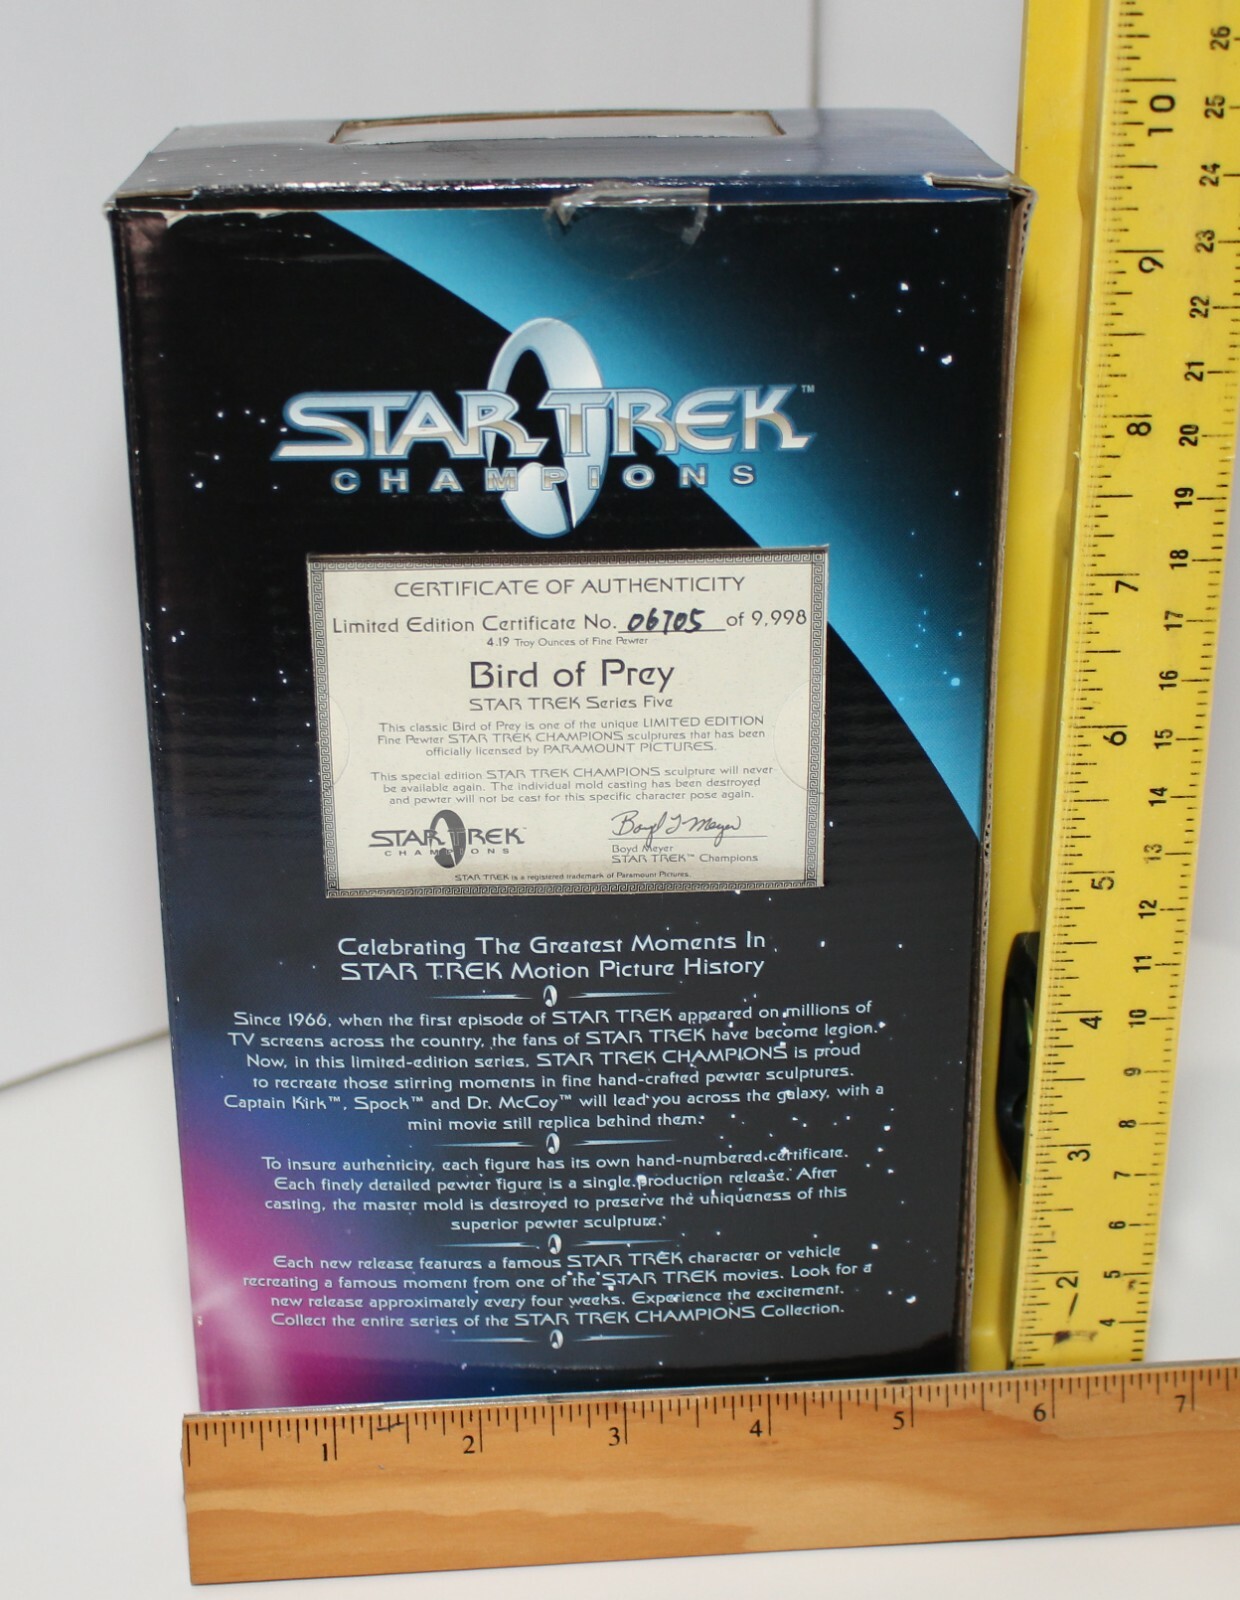 STAR TREK™
CHAMPIONS
CERTIFICATE OF AUTHENTICITY
Limited Edition Certificate No. 06705 of 9,998
4.19 Troy Ounces of Fine Pewter
Bird of Prey
STAR TREK Series Five
This classic Bird of Prey is one of the unique LIMITED EDITION
Fine Pewter STAR TREK CHAMPIONS sculptures that has been
officially licensed by PARAMOUNT PICTURES.
This special edition STAR TREK CHAMPIONS sculpture will never
be available again. The individual mold casting has been destroyed
and pewter will not be cast for this specific character pose again.
STAR TREK™
CHAMPIONS
Boyd J Meyer
Boyd Meyer
STAR TREK™ Champions
STAR TREK is a registered trademark of Paramount Pictures.
Celebrating The Greatest Moments In
STAR TREK Motion Picture History
Since 1966, when the first episode of STAR TREK appeared on millions of
TV screens across the country, the fans of STAR TREK have become legion.
Now, in this limited-edition series, STAR TREK CHAMPIONS is proud
to recreate those stirring moments in fine hand-crafted pewter sculptures.
Captain Kirk™, Spock™ and Dr. McCoy™ will lead you across the galaxy, with a
mini movie still replica behind them.
To insure authenticity, each figure has its own hand-numbered certificate.
Each finely detailed pewter figure is a single production release. After
casting, the master mold is destroyed to preserve the uniqueness of this
superior pewter sculpture.
Each new release features a famous STAR TREK character or vehicle
recreating a famous moment from one of the STAR TREK movies. Look for a
new release approximately every four weeks. Experience the excitement.
Collect the entire series of the STAR TREK CHAMPIONS Collection.
10 9 8 7 6 5 4 3 2
26 25 24 23 22 21 20 19 18 17 16 15 14 13 12 11 10 9 8 7 6 5 4
1 2 3 4 5 6 7